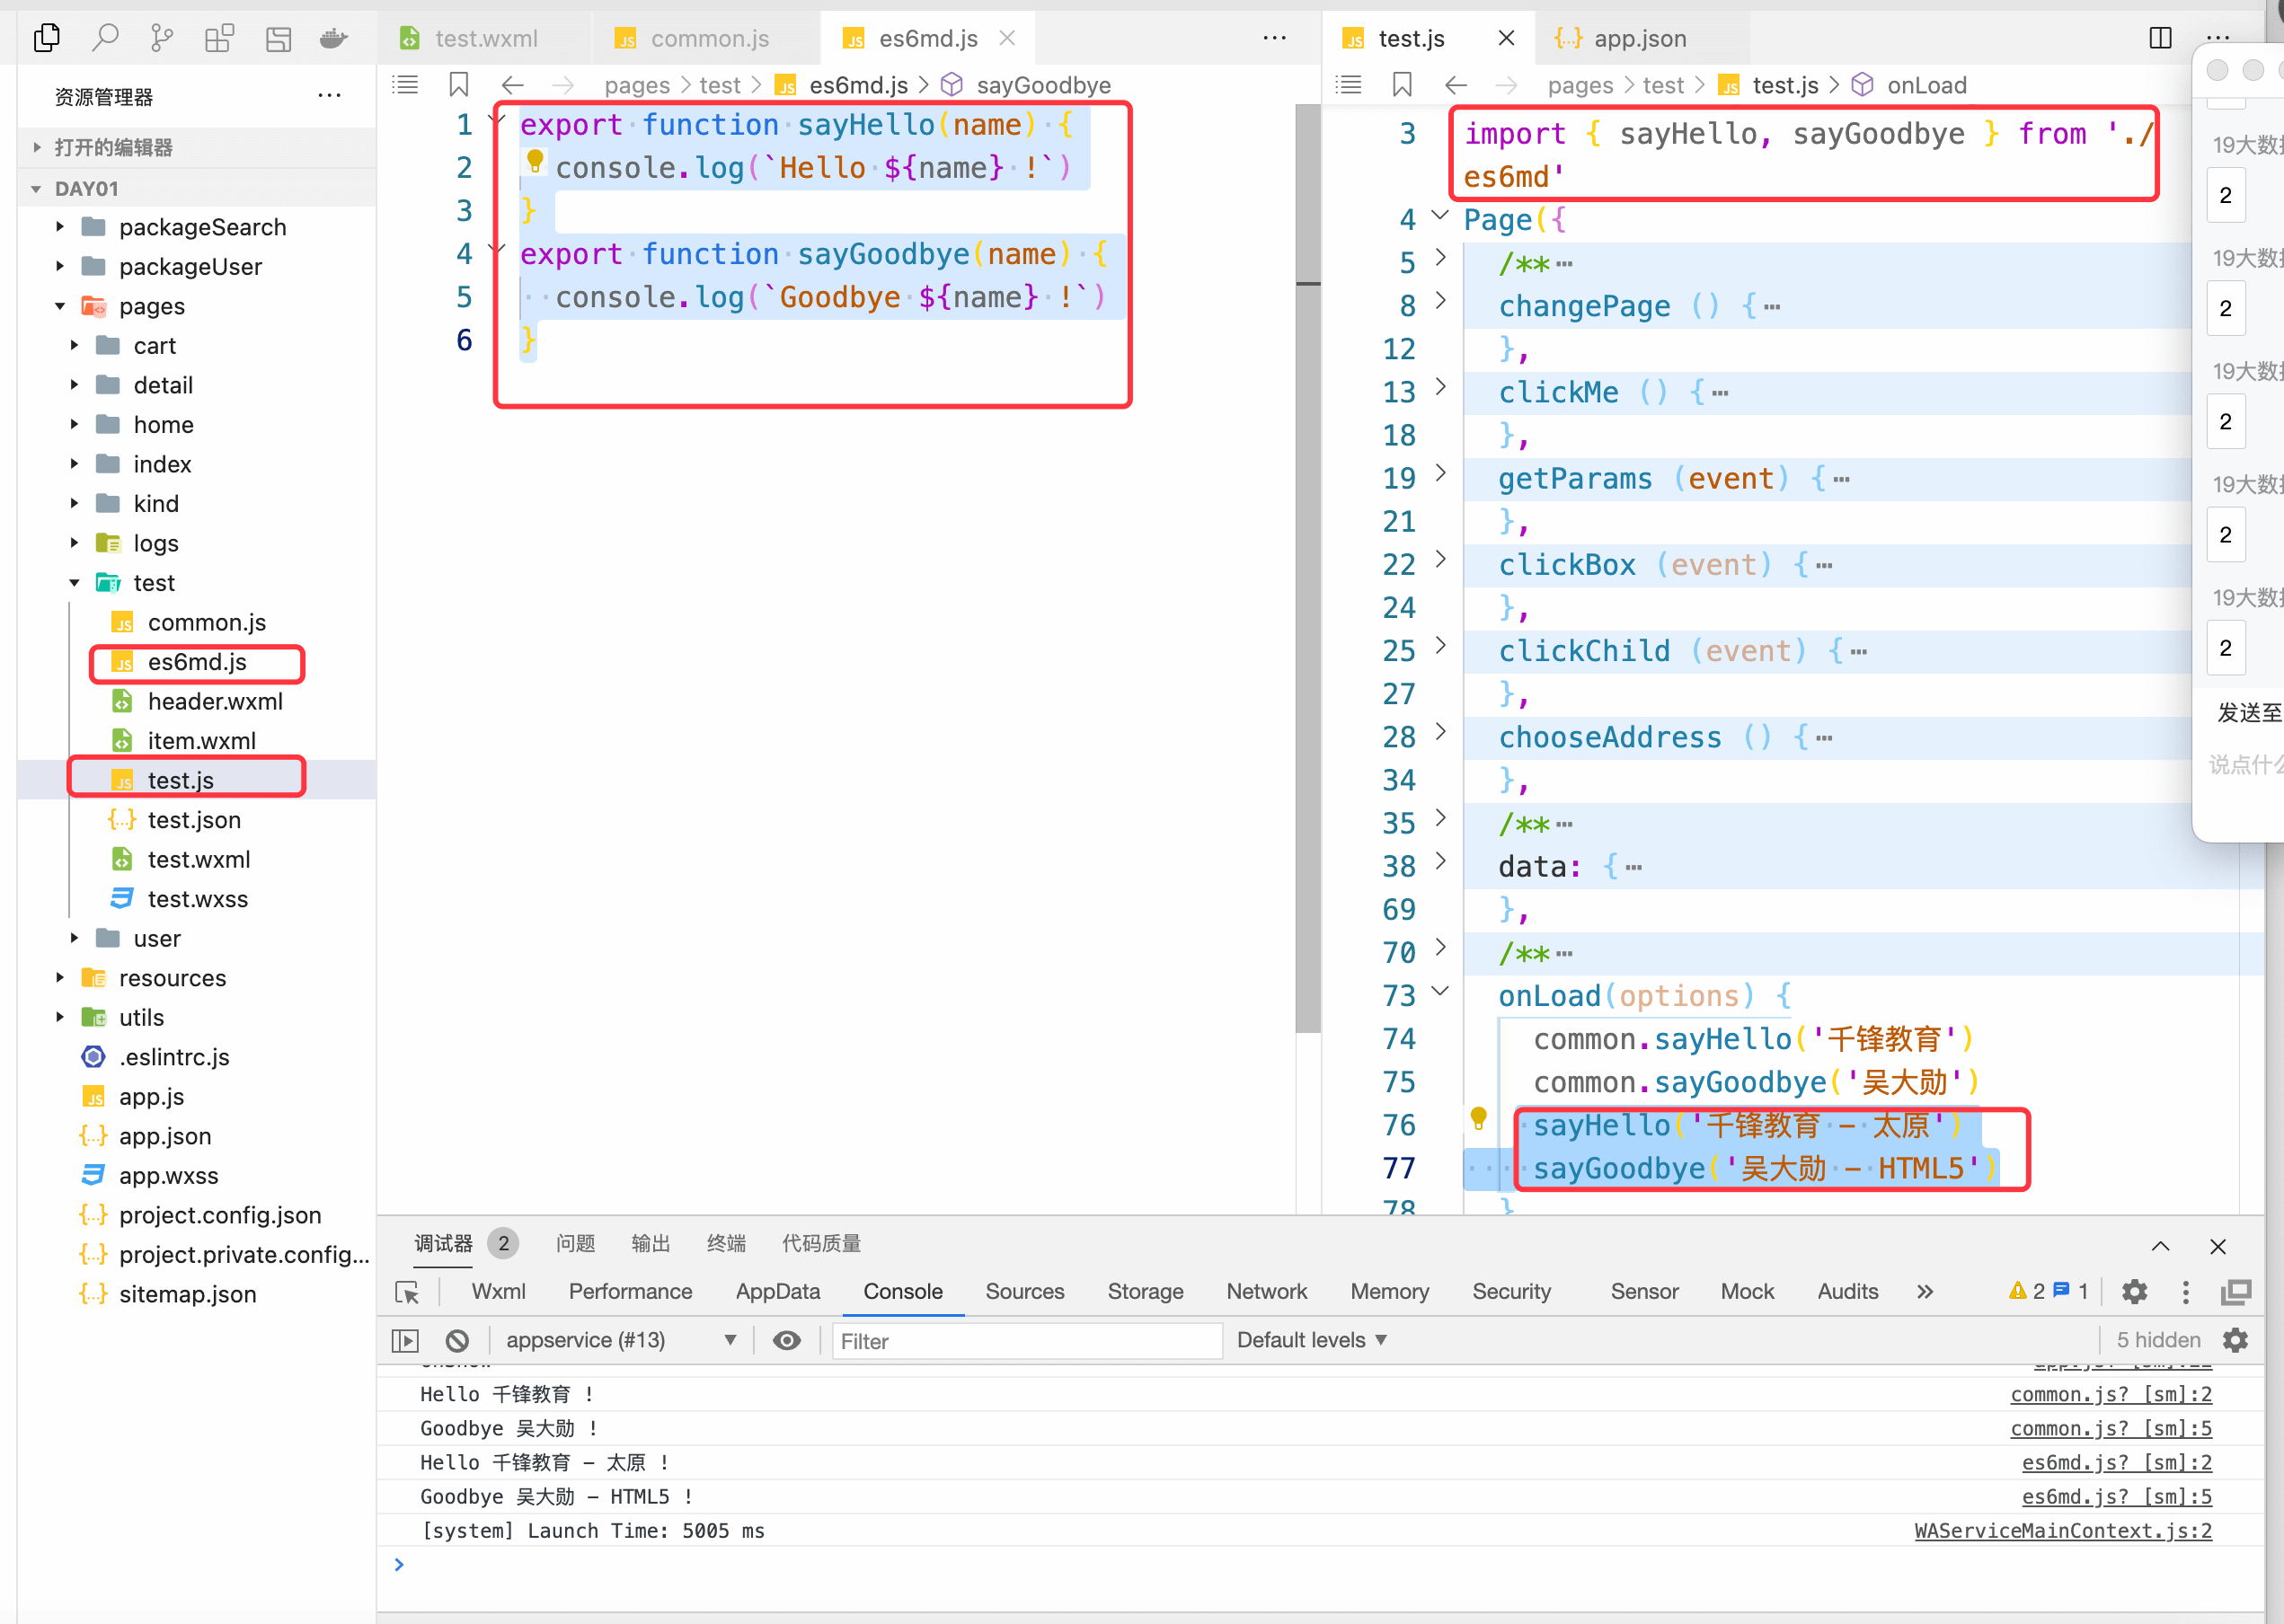 test.wxml
common.js
es6md.js
test.js
app.json
资源管理器
pages
test
es6md.js
sayGoodbye
pages
test
test.js
onLoad
打开的编辑器
DAY01
packageSearch
packageUser
pages
cart
detail
home
index
kind
logs
test
common.js
es6md.js
header.wxml
item.wxml
test.js
test.json
test.wxml
test.wxss
user
resources
utils
.eslintrc.js
app.js
app.json
app.wxss
project.config.json
project.private.config...
sitemap.json
1 export function sayHello(name) {
2 console.log(`Hello ${name} !`)
3 }
4 export function sayGoodbye(name) {
5 console.log(`Goodbye ${name} !`)
6 }
3 import { sayHello, sayGoodbye } from './
es6md'
4 Page({
5 /**
8 changePage () {
12 },
13 clickMe () {
18 },
19 getParams (event) {
21 },
22 clickBox (event) {
24 },
25 clickChild (event) {
27 },
28 chooseAddress () {
34 },
35 /**
38 data: {
69 },
70 /**
73 onLoad(options) {
74 common.sayHello('千锋教育')
75 common.sayGoodbye('吴大勋')
76 sayHello('千锋教育 - 太原')
77 sayGoodbye('吴大勋 - HTML5')
78 }
19大数
2
19大数
2
19大数
2
19大数
2
19大数
2
发送至
说点什
调试器 2 问题 输出 终端 代码质量
Wxml Performance AppData Console Sources Storage Network Memory Security Sensor Mock Audits 2 1
appservice (#13) Filter Default levels 5 hidden
Hello 千锋教育 ! common.js? [sm]:2
Goodbye 吴大勋 ! common.js? [sm]:5
Hello 千锋教育 - 太原 ! es6md.js? [sm]:2
Goodbye 吴大勋 - HTML5 ! es6md.js? [sm]:5
[system] Launch Time: 5005 ms WAServiceMainContext.js:2